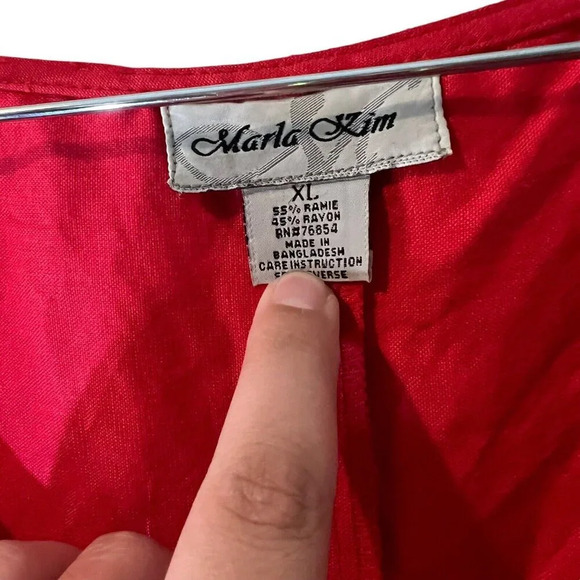 Marla Kim
XL
55% RAMIE
45% RAYON
RN#76854
MADE IN
BANGLADESH
CARE INSTRUCTION